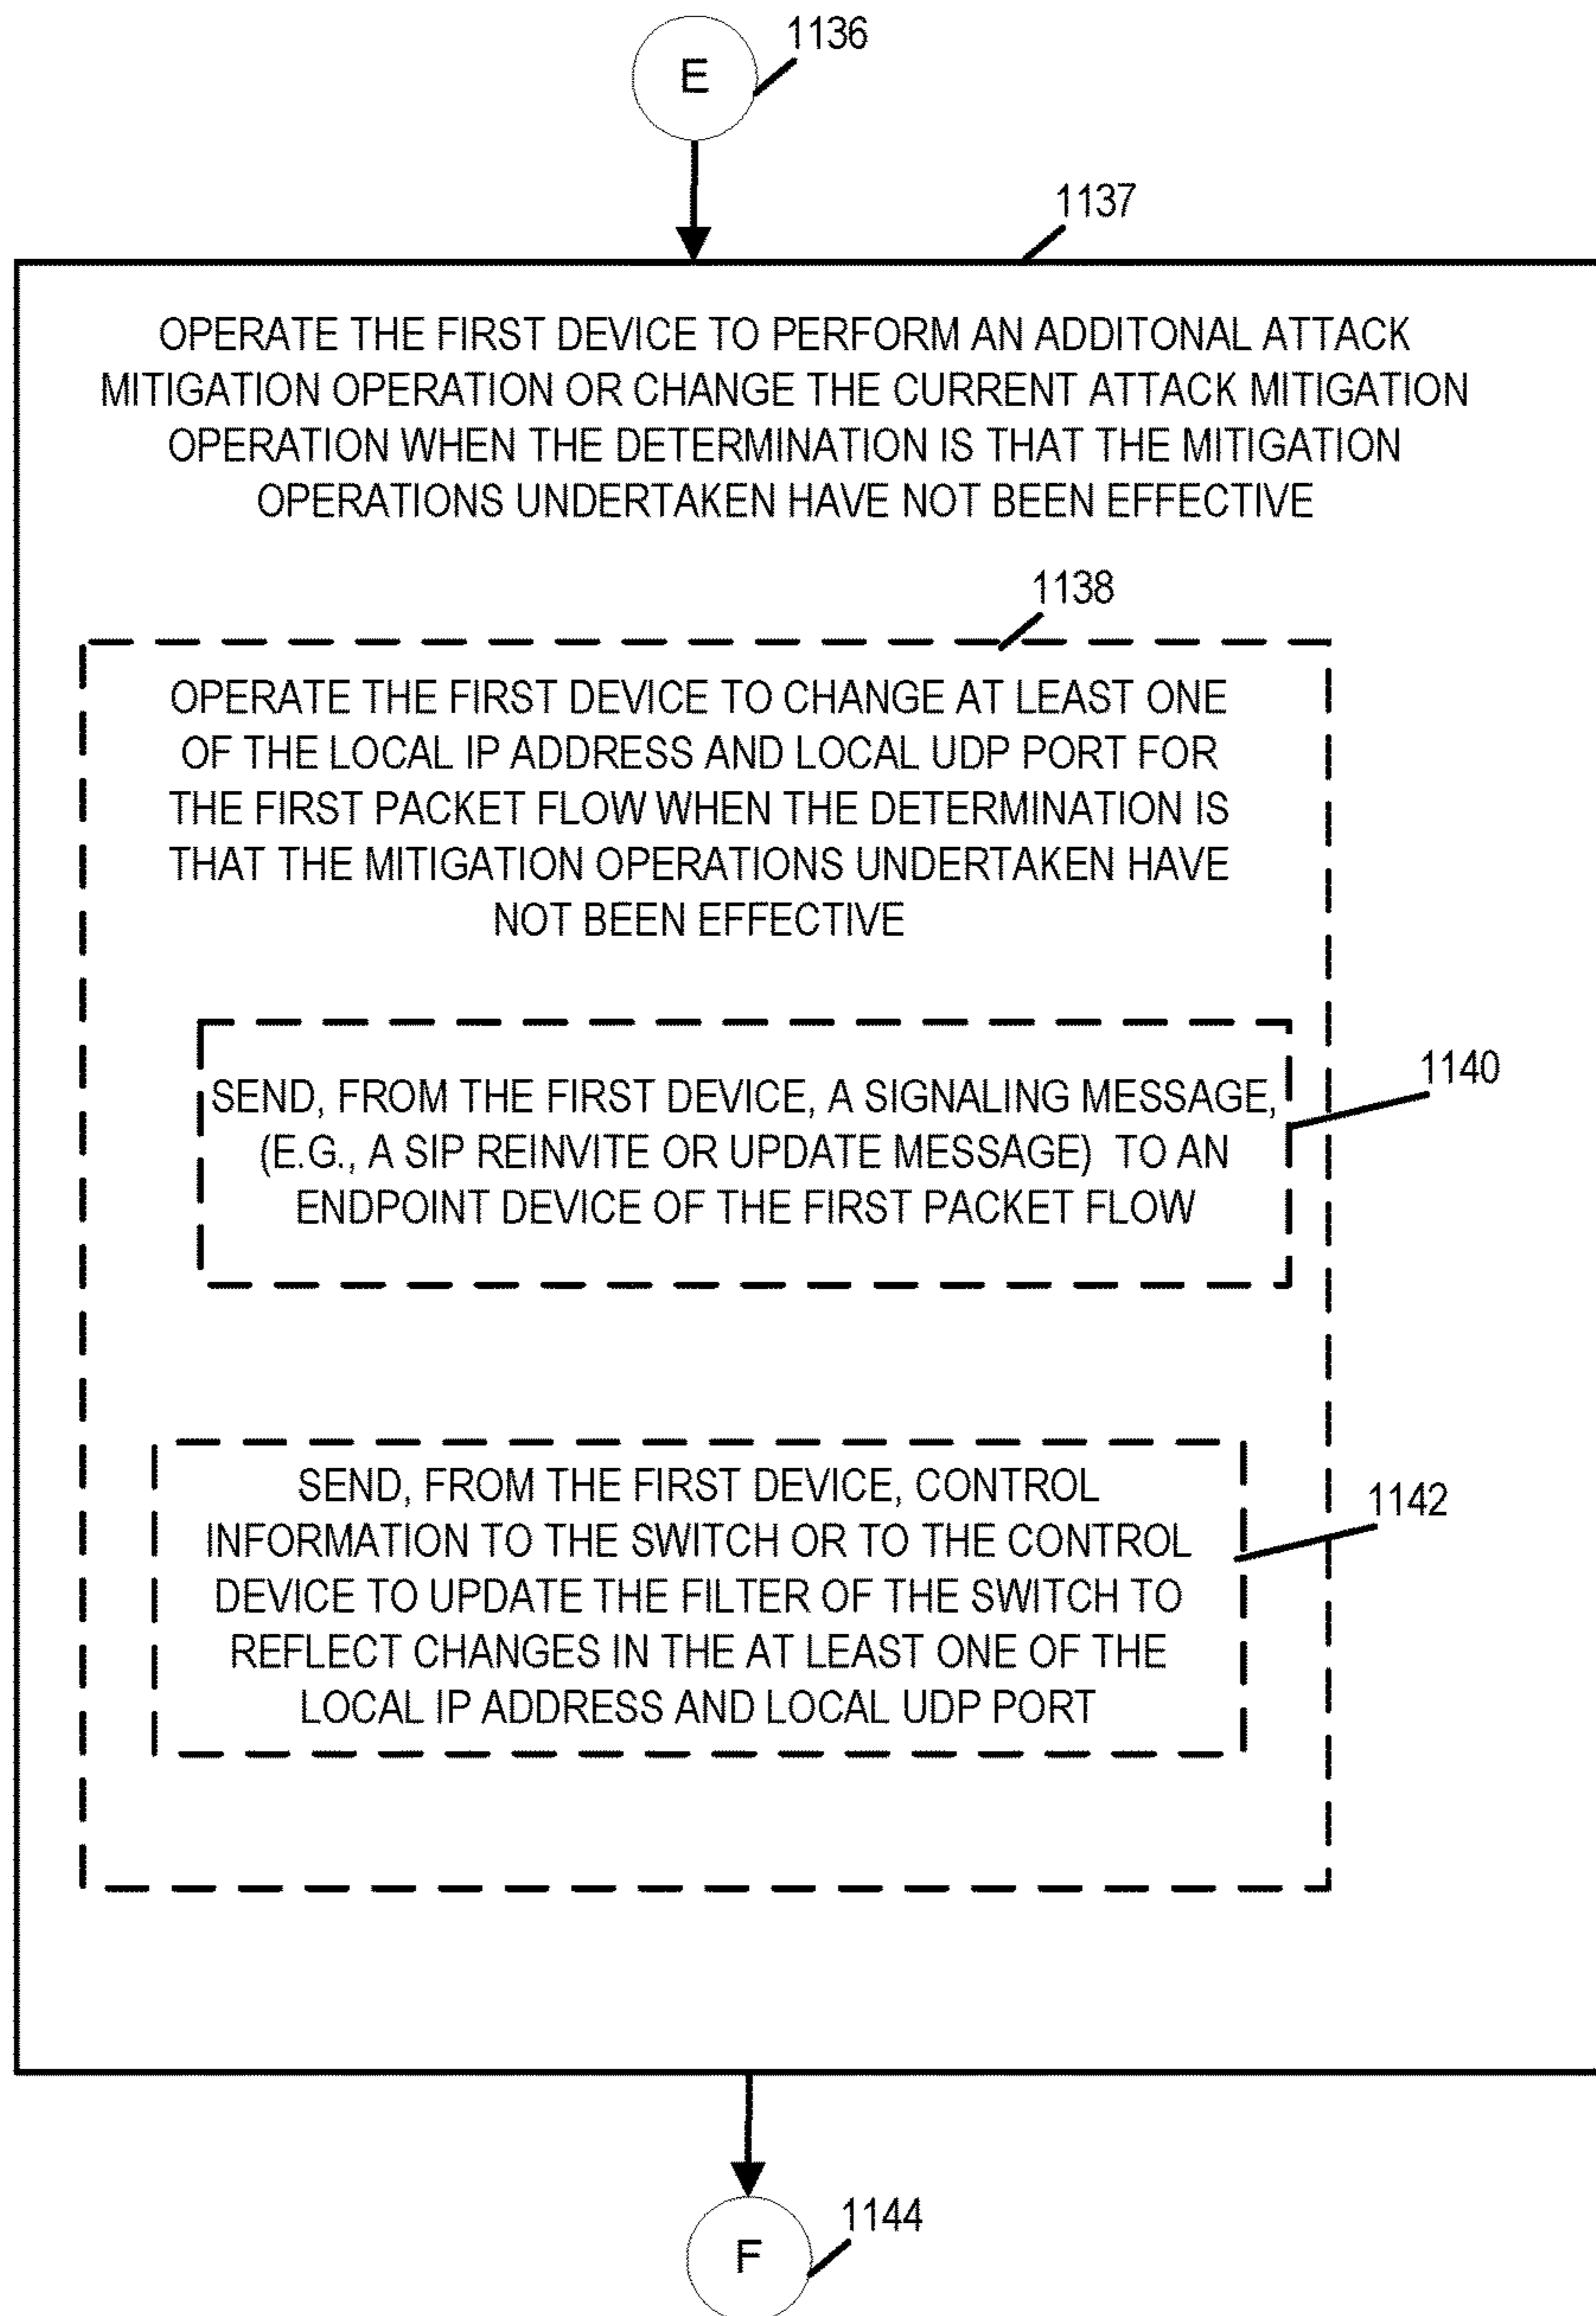 E
1136
1137
OPERATE THE FIRST DEVICE TO PERFORM AN ADDITONAL ATTACK
MITIGATION OPERATION OR CHANGE THE CURRENT ATTACK MITIGATION
OPERATION WHEN THE DETERMINATION IS THAT THE MITIGATION
OPERATIONS UNDERTAKEN HAVE NOT BEEN EFFECTIVE
1138
OPERATE THE FIRST DEVICE TO CHANGE AT LEAST ONE
OF THE LOCAL IP ADDRESS AND LOCAL UDP PORT FOR
THE FIRST PACKET FLOW WHEN THE DETERMINATION IS
THAT THE MITIGATION OPERATIONS UNDERTAKEN HAVE
NOT BEEN EFFECTIVE
1140
SEND, FROM THE FIRST DEVICE, A SIGNALING MESSAGE,
(E.G., A SIP REINVITE OR UPDATE MESSAGE) TO AN
ENDPOINT DEVICE OF THE FIRST PACKET FLOW
1142
SEND, FROM THE FIRST DEVICE, CONTROL
INFORMATION TO THE SWITCH OR TO THE CONTROL
DEVICE TO UPDATE THE FILTER OF THE SWITCH TO
REFLECT CHANGES IN THE AT LEAST ONE OF THE
LOCAL IP ADDRESS AND LOCAL UDP PORT
1144
F